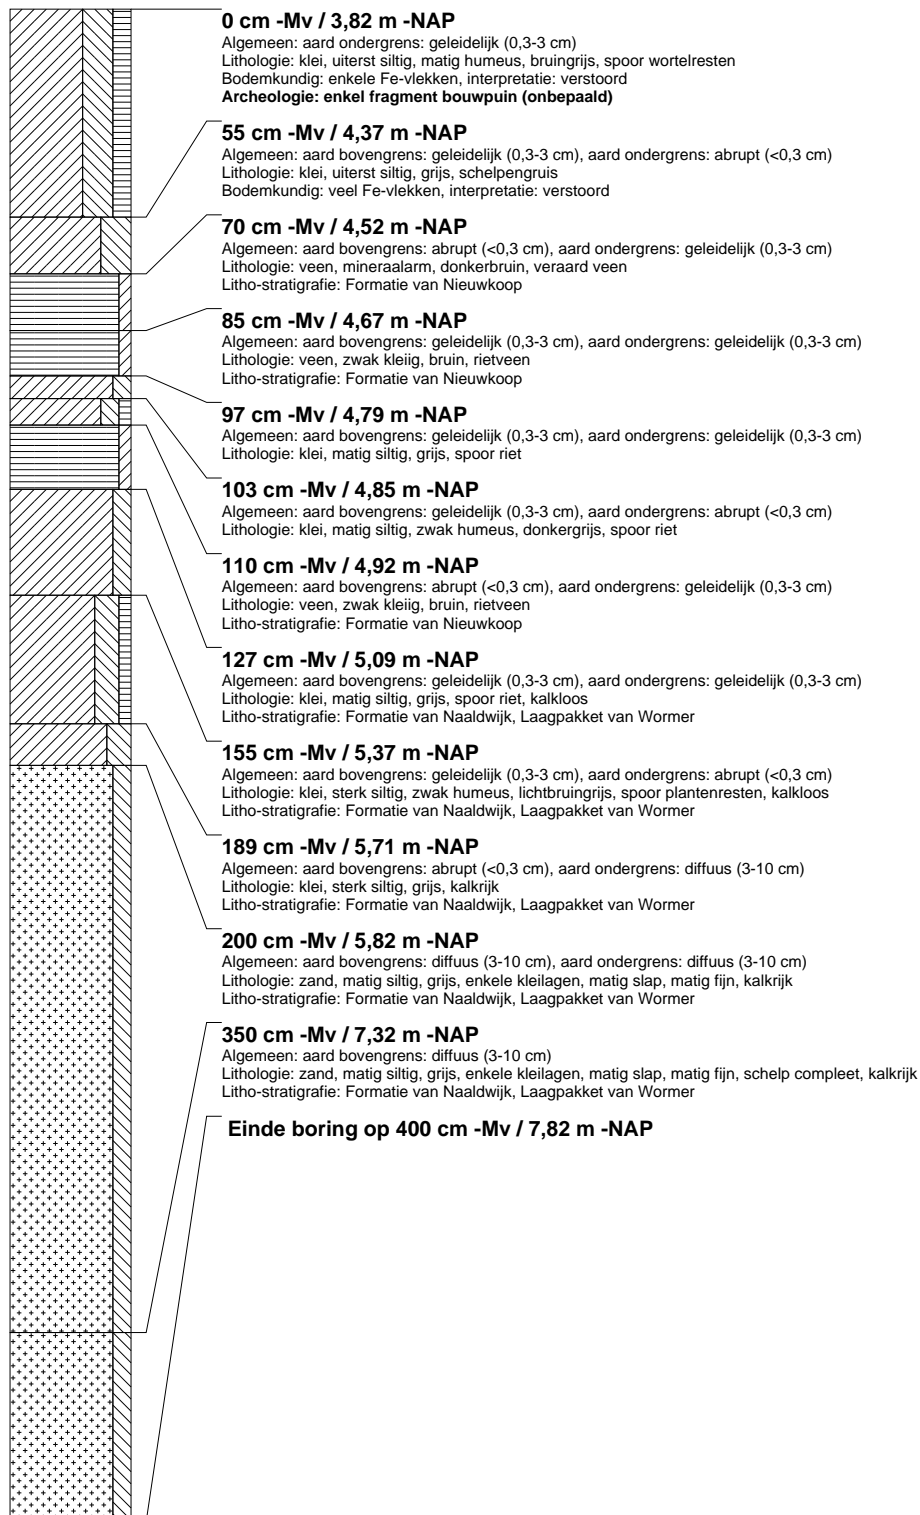 0 cm -Mv / 3,82 m -NAP
Algemeen: aard ondergrens: geleidelijk (0,3-3 cm)
Lithologie: klei, uiterst siltig, matig humeus, bruingrijs, spoor wortelresten
Bodemkundig: enkele Fe-vlekken, interpretatie: verstoord
Archeologie: enkel fragment bouwpuin (onbepaald)
55 cm -Mv / 4,37 m -NAP
Algemeen: aard bovengrens: geleidelijk (0,3-3 cm), aard ondergrens: abrupt (<0,3 cm)
Lithologie: klei, uiterst siltig, grijs, schelpengruis
Bodemkundig: veel Fe-vlekken, interpretatie: verstoord
70 cm -Mv / 4,52 m -NAP
Algemeen: aard bovengrens: abrupt (<0,3 cm), aard ondergrens: geleidelijk (0,3-3 cm)
Lithologie: veen, mineraalarm, donkerbruin, veraard veen
Litho-stratigrafie: Formatie van Nieuwkoop
85 cm -Mv / 4,67 m -NAP
Algemeen: aard bovengrens: geleidelijk (0,3-3 cm), aard ondergrens: geleidelijk (0,3-3 cm)
Lithologie: veen, zwak kleiig, bruin, rietveen
Litho-stratigrafie: Formatie van Nieuwkoop
97 cm -Mv / 4,79 m -NAP
Algemeen: aard bovengrens: geleidelijk (0,3-3 cm), aard ondergrens: geleidelijk (0,3-3 cm)
Lithologie: klei, matig siltig, grijs, spoor riet
103 cm -Mv / 4,85 m -NAP
Algemeen: aard bovengrens: geleidelijk (0,3-3 cm), aard ondergrens: abrupt (<0,3 cm)
Lithologie: klei, matig siltig, zwak humeus, donkergrijs, spoor riet
110 cm -Mv / 4,92 m -NAP
Algemeen: aard bovengrens: abrupt (<0,3 cm), aard ondergrens: geleidelijk (0,3-3 cm)
Lithologie: veen, zwak kleiig, bruin, rietveen
Litho-stratigrafie: Formatie van Nieuwkoop
127 cm -Mv / 5,09 m -NAP
Algemeen: aard bovengrens: geleidelijk (0,3-3 cm), aard ondergrens: geleidelijk (0,3-3 cm)
Lithologie: klei, matig siltig, grijs, spoor riet, kalkloos
Litho-stratigrafie: Formatie van Naaldwijk, Laagpakket van Wormer
155 cm -Mv / 5,37 m -NAP
Algemeen: aard bovengrens: geleidelijk (0,3-3 cm), aard ondergrens: abrupt (<0,3 cm)
Lithologie: klei, sterk siltig, zwak humeus, lichtbruingrijs, spoor plantenresten, kalkloos
Litho-stratigrafie: Formatie van Naaldwijk, Laagpakket van Wormer
189 cm -Mv / 5,71 m -NAP
Algemeen: aard bovengrens: abrupt (<0,3 cm), aard ondergrens: diffuus (3-10 cm)
Lithologie: klei, sterk siltig, grijs, kalkrijk
Litho-stratigrafie: Formatie van Naaldwijk, Laagpakket van Wormer
200 cm -Mv / 5,82 m -NAP
Algemeen: aard bovengrens: diffuus (3-10 cm), aard ondergrens: diffuus (3-10 cm)
Lithologie: zand, matig siltig, grijs, enkele kleilagen, matig slap, matig fijn, kalkrijk
Litho-stratigrafie: Formatie van Naaldwijk, Laagpakket van Wormer
350 cm -Mv / 7,32 m -NAP
Algemeen: aard bovengrens: diffuus (3-10 cm)
Lithologie: zand, matig siltig, grijs, enkele kleilagen, matig slap, matig fijn, schelp compleet, kalkrijk
Litho-stratigrafie: Formatie van Naaldwijk, Laagpakket van Wormer
Einde boring op 400 cm -Mv / 7,82 m -NAP